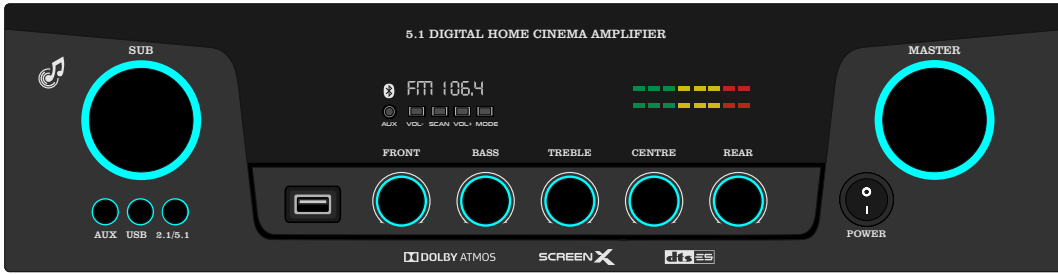 5.1 DIGITAL HOME CINEMA AMPLIFIER
SUB
MASTER
FM 106.4
AUX VOL- SCAN VOL+ MODE
FRONT BASS TREBLE CENTRE REAR
AUX USB 2.1/5.1
POWER
DOLBY ATMOS SCREEN X dts ES